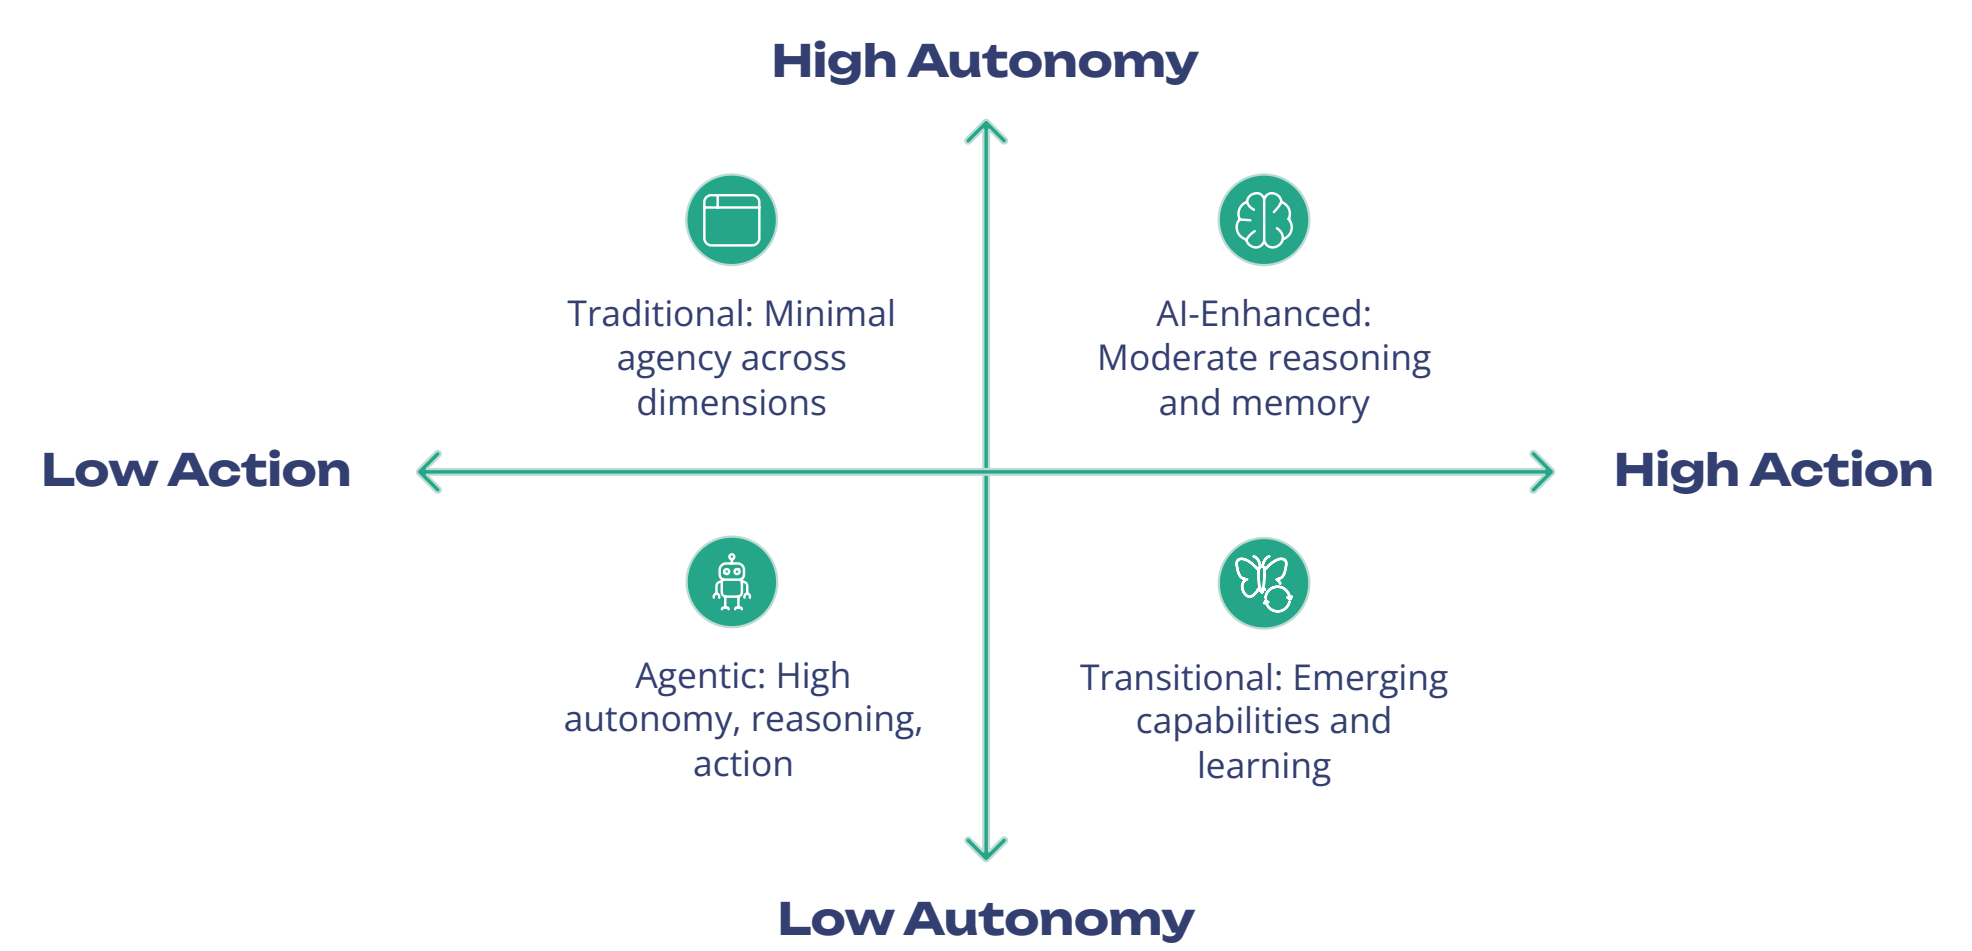 High Autonomy
Traditional: Minimal
agency across
dimensions
AI-Enhanced:
Moderate reasoning
and memory
Low Action
High Action
Agentic: High
autonomy, reasoning,
action
Transitional: Emerging
capabilities and
learning
Low Autonomy